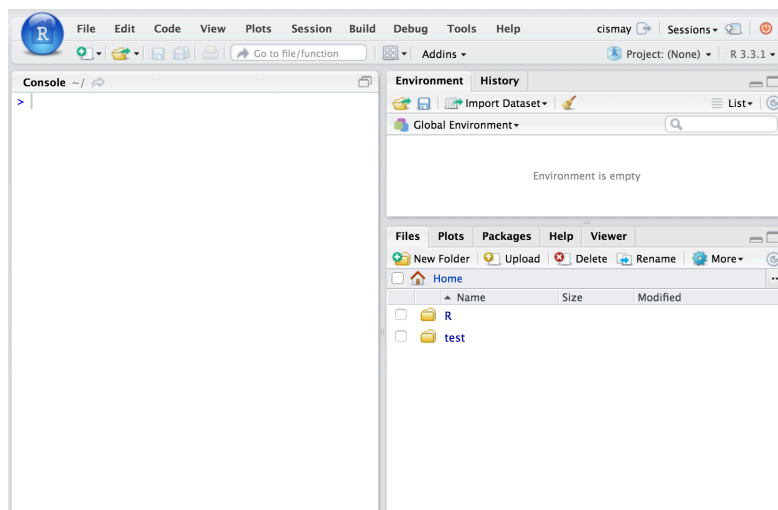 R File Edit Code View Plots Session Build Debug Tools Help cismay Sessions
Go to file/function Addins Project: (None) R 3.3.1
Console ~/
>
Environment History
Import Dataset List
Global Environment
Environment is empty
Files Plots Packages Help Viewer
New Folder Upload Delete Rename More
Home
Name Size Modified
R
test